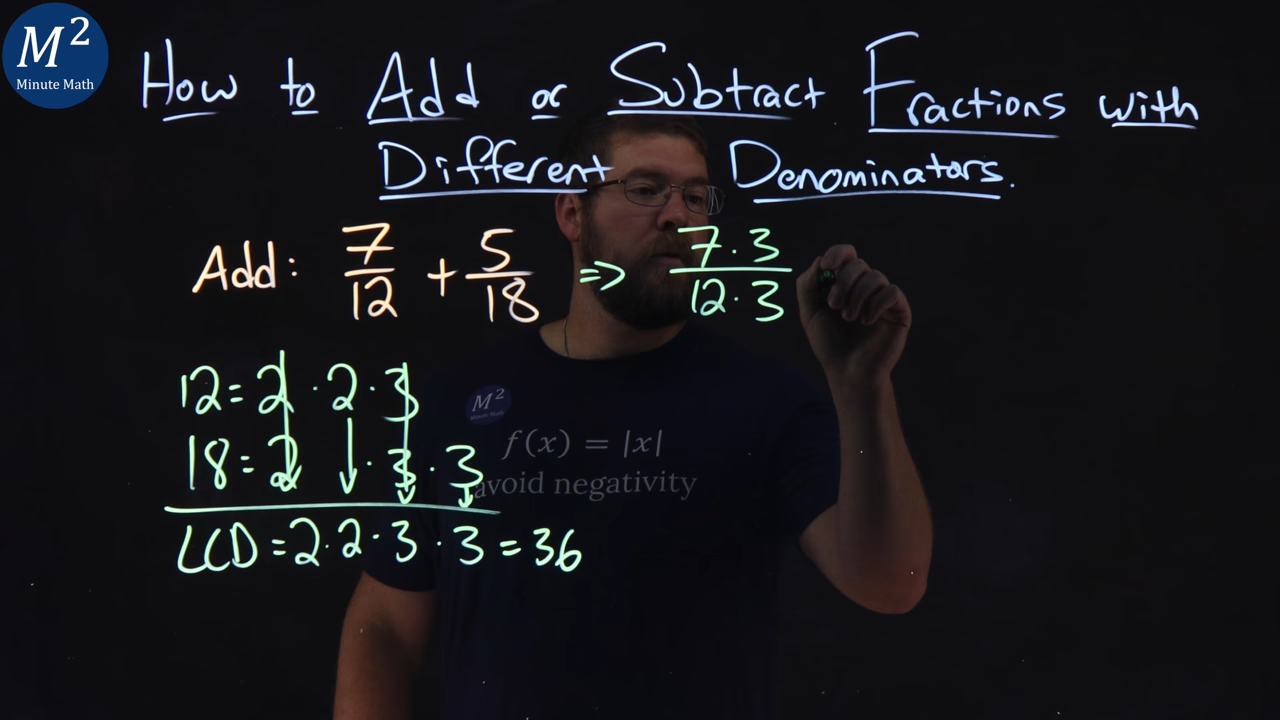 M²
Minute Math
How to Add or Subtract Fractions with
Different Denominators.
Add: 7/12 + 5/18 => 7·3/12·3
12=2·2·3
18=2·3·3
LCD=2·2·3·3=36
M²
Minute Math
f(x) = |x|
avoid negativity